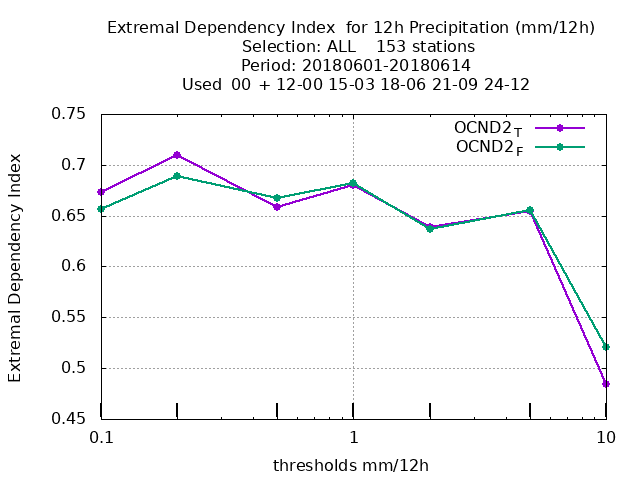 Extremal Dependency Index  for 12h Precipitation (mm/12h)
Selection: ALL    153 stations
Period: 20180601-20180614
Used  00 + 12-00 15-03 18-06 21-09 24-12
OCND2T
OCND2F
Extremal Dependency Index
0.75
0.7
0.65
0.6
0.55
0.5
0.45
0.1 1 10
thresholds mm/12h